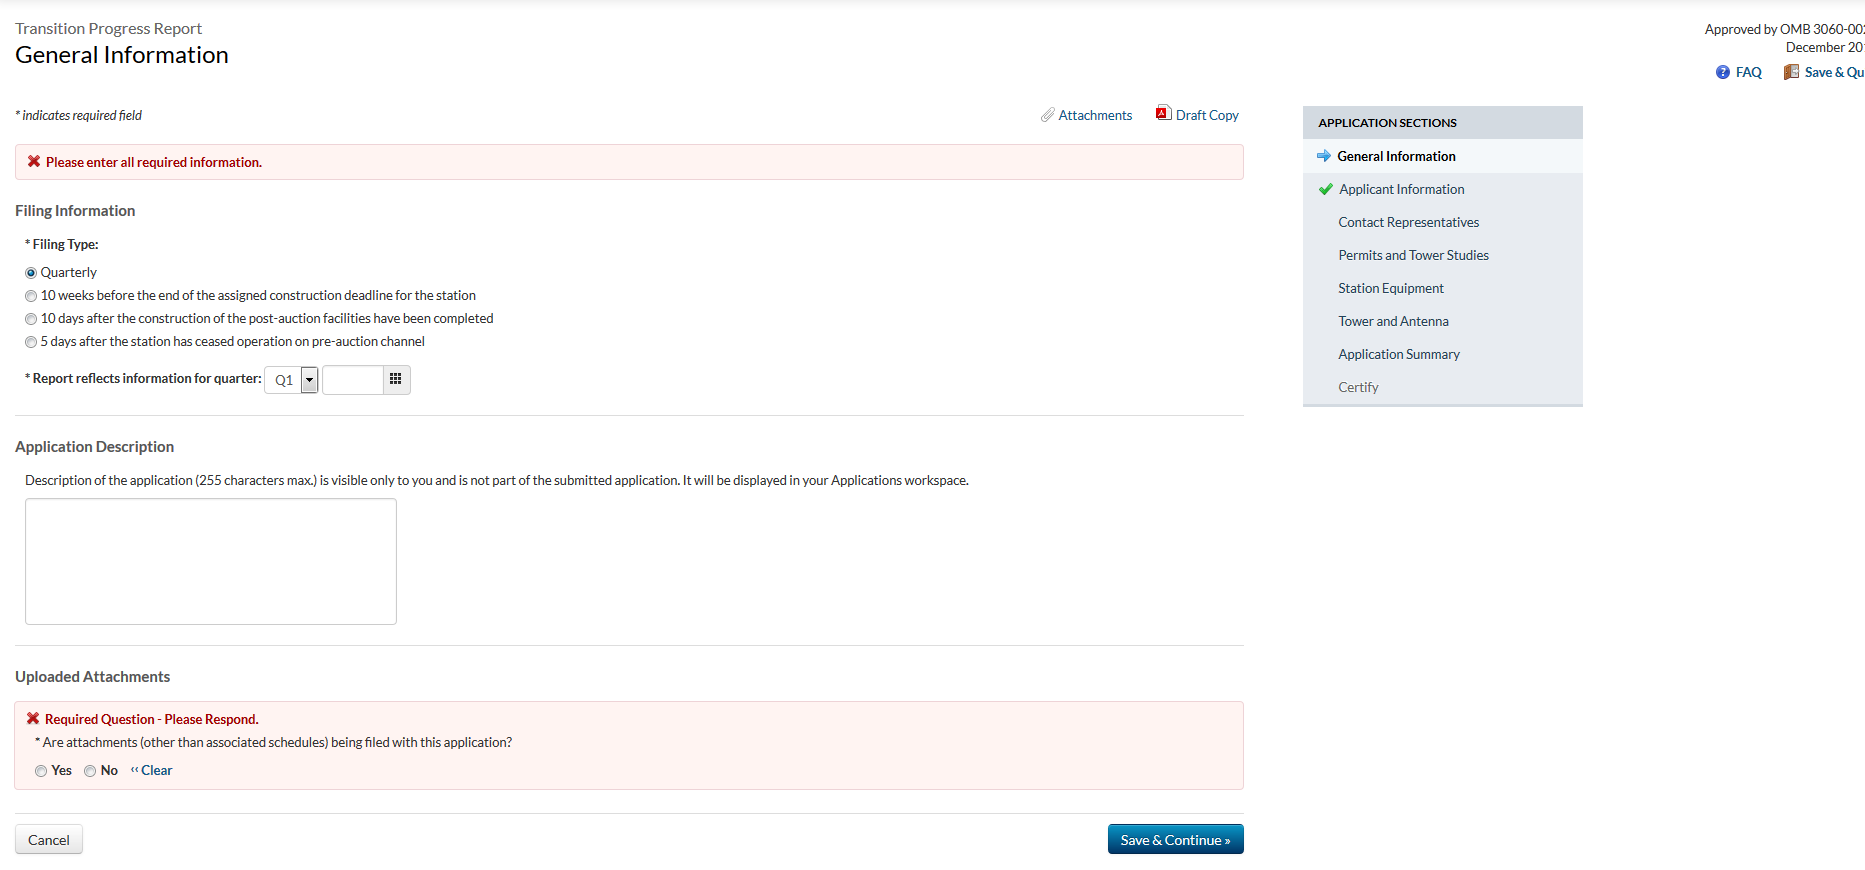 Transition Progress Report
General Information
Approved by OMB 3060-00
December 20
FAQ Save & Qu
* indicates required field
Attachments Draft Copy
Please enter all required information.
Filing Information
* Filing Type:
Quarterly
10 weeks before the end of the assigned construction deadline for the station
10 days after the construction of the post-auction facilities have been completed
5 days after the station has ceased operation on pre-auction channel
* Report reflects information for quarter: Q1
Application Description
Description of the application (255 characters max.) is visible only to you and is not part of the submitted application. It will be displayed in your Applications workspace.
Uploaded Attachments
Required Question - Please Respond.
* Are attachments (other than associated schedules) being filed with this application?
Yes No ‹‹ Clear
Cancel
Save & Continue »
APPLICATION SECTIONS
General Information
Applicant Information
Contact Representatives
Permits and Tower Studies
Station Equipment
Tower and Antenna
Application Summary
Certify